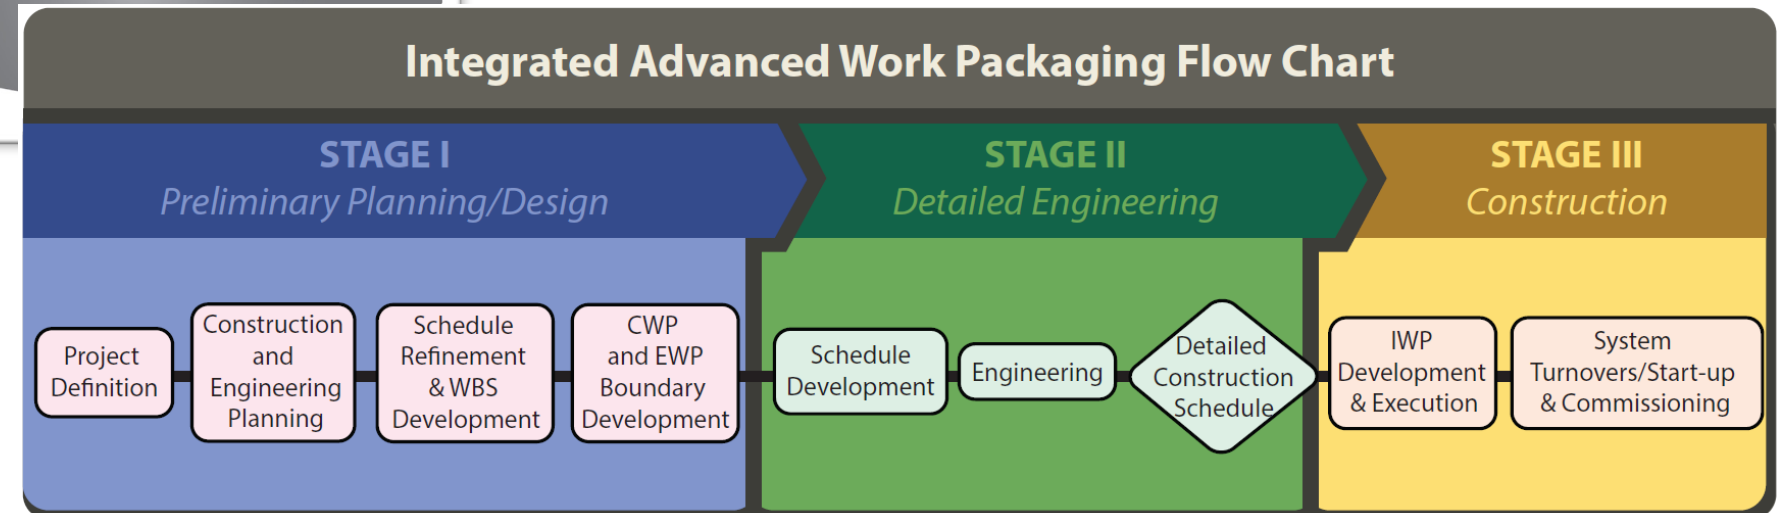 Integrated Advanced Work Packaging Flow Chart
STAGE I
Preliminary Planning/Design
STAGE II
Detailed Engineering
STAGE III
Construction
Project
Definition
Construction
and
Engineering
Planning
Schedule
Refinement
& WBS
Development
CWP
and EWP
Boundary
Development
Schedule
Development
Engineering
Detailed
Construction
Schedule
IWP
Development
& Execution
System
Turnovers/Start-up
& Commissioning